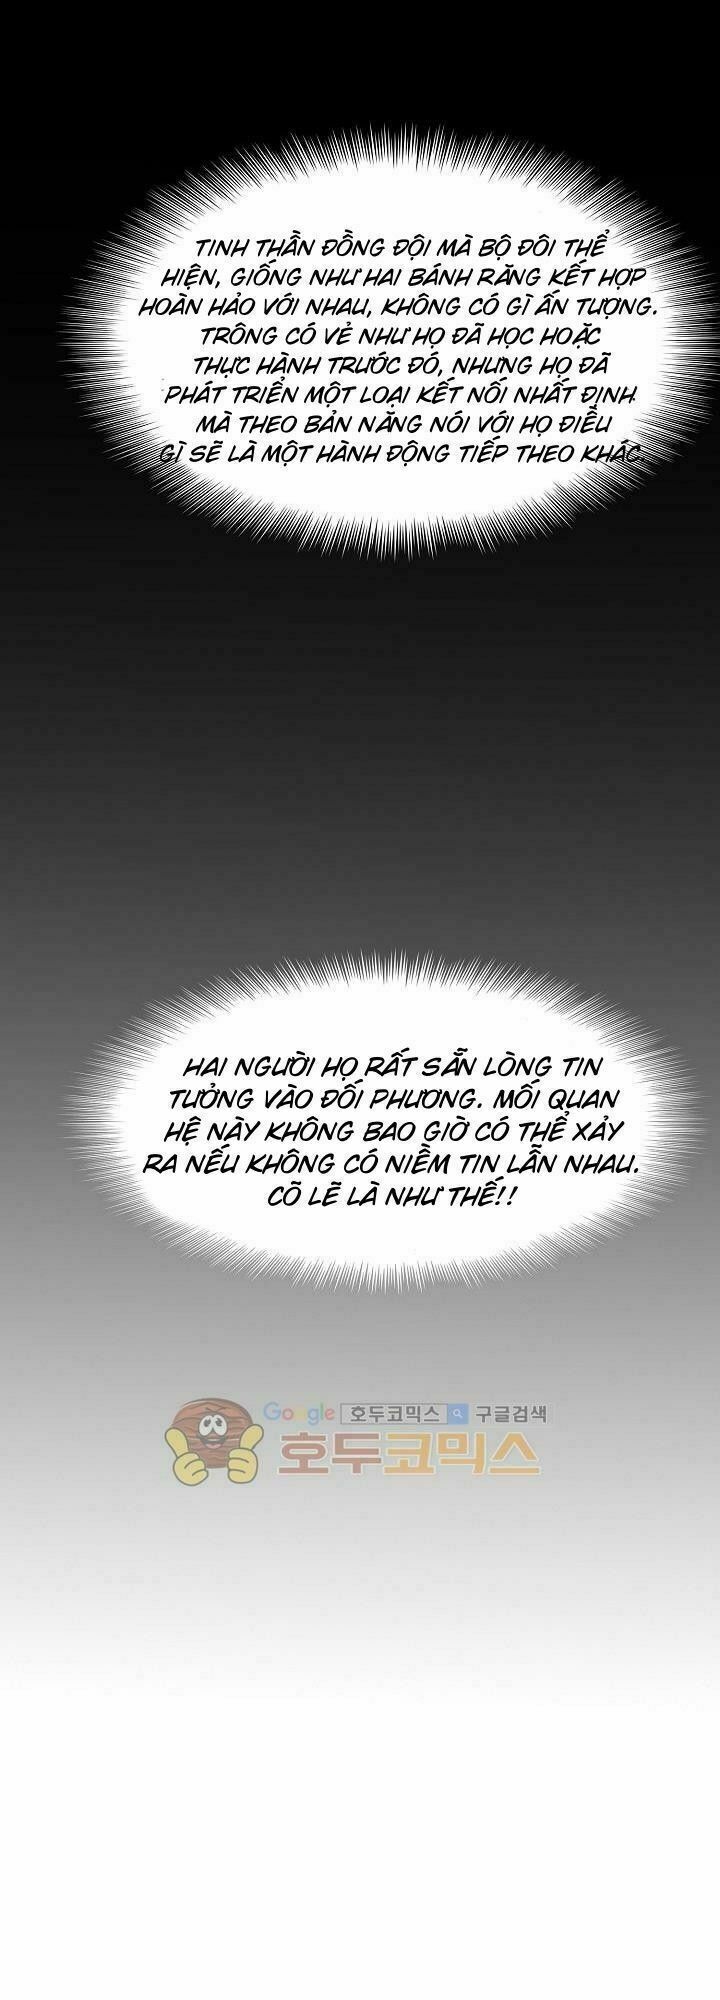 TINH THẦN ĐỒNG ĐỘI MÀ BỘ ĐÔI THỂ
HIỆN, GIỐNG NHƯ HAI BÁNH RĂNG KẾT HỢP
HOÀN HẢO VỚI NHAU, KHÔNG CÓ GÌ ẤN TƯỢNG.
TRÔNG CÓ VẺ NHƯ HỌ ĐÃ HỌC HOẶC
THỰC HÀNH TRƯỚC ĐÓ, NHƯNG HỌ ĐÃ
PHÁT TRIỂN MỘT LOẠI KẾT NỐI NHẤT ĐỊNH
MÀ THEO BẢN NĂNG NÓI VỚI HỌ ĐIỀU
GÌ SẼ LÀ MỘT HÀNH ĐỘNG TIẾP THEO KHÁC.
HAI NGƯỜI HỌ RẤT SẴN LÒNG TIN
TƯỞNG VÀO ĐỐI PHƯƠNG. MỐI QUAN
HỆ NÀY KHÔNG BAO GIỜ CÓ THỂ XẢY
RA NẾU KHÔNG CÓ NIỀM TIN LẪN NHAU.
CÕ LẼ LÀ NHƯ THẾ!!
Google 호두코믹스 구글검색
호두코믹스